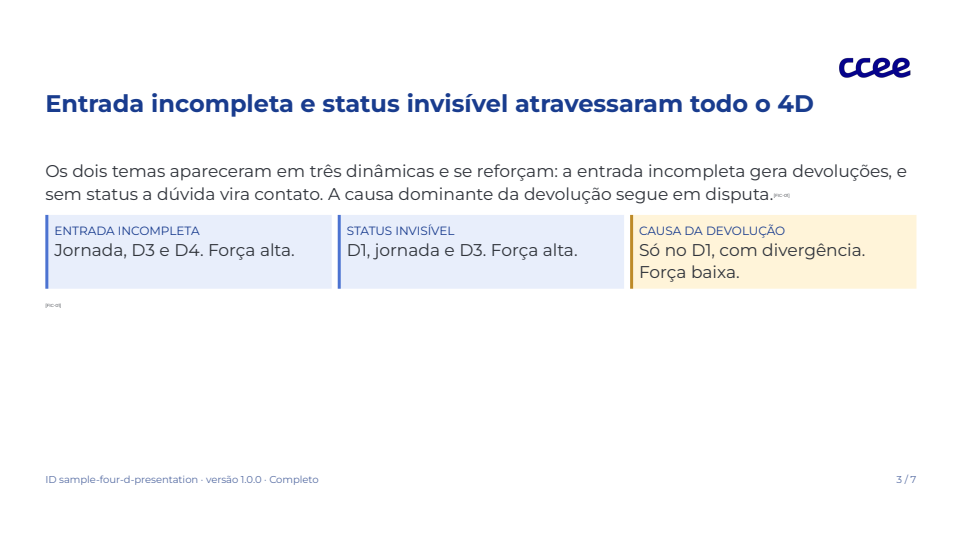 ccee
Entrada incompleta e status invisível atravessaram todo o 4D
Os dois temas apareceram em três dinâmicas e se reforçam: a entrada incompleta gera devoluções, e
sem status a dúvida vira contato. A causa dominante da devolução segue em disputa.
ENTRADA INCOMPLETA
Jornada, D3 e D4. Força alta.
STATUS INVISÍVEL
D1, jornada e D3. Força alta.
CAUSA DA DEVOLUÇÃO
Só no D1, com divergência.
Força baixa.
ID sample-four-d-presentation · versão 1.0.0 · Completo
3 / 7